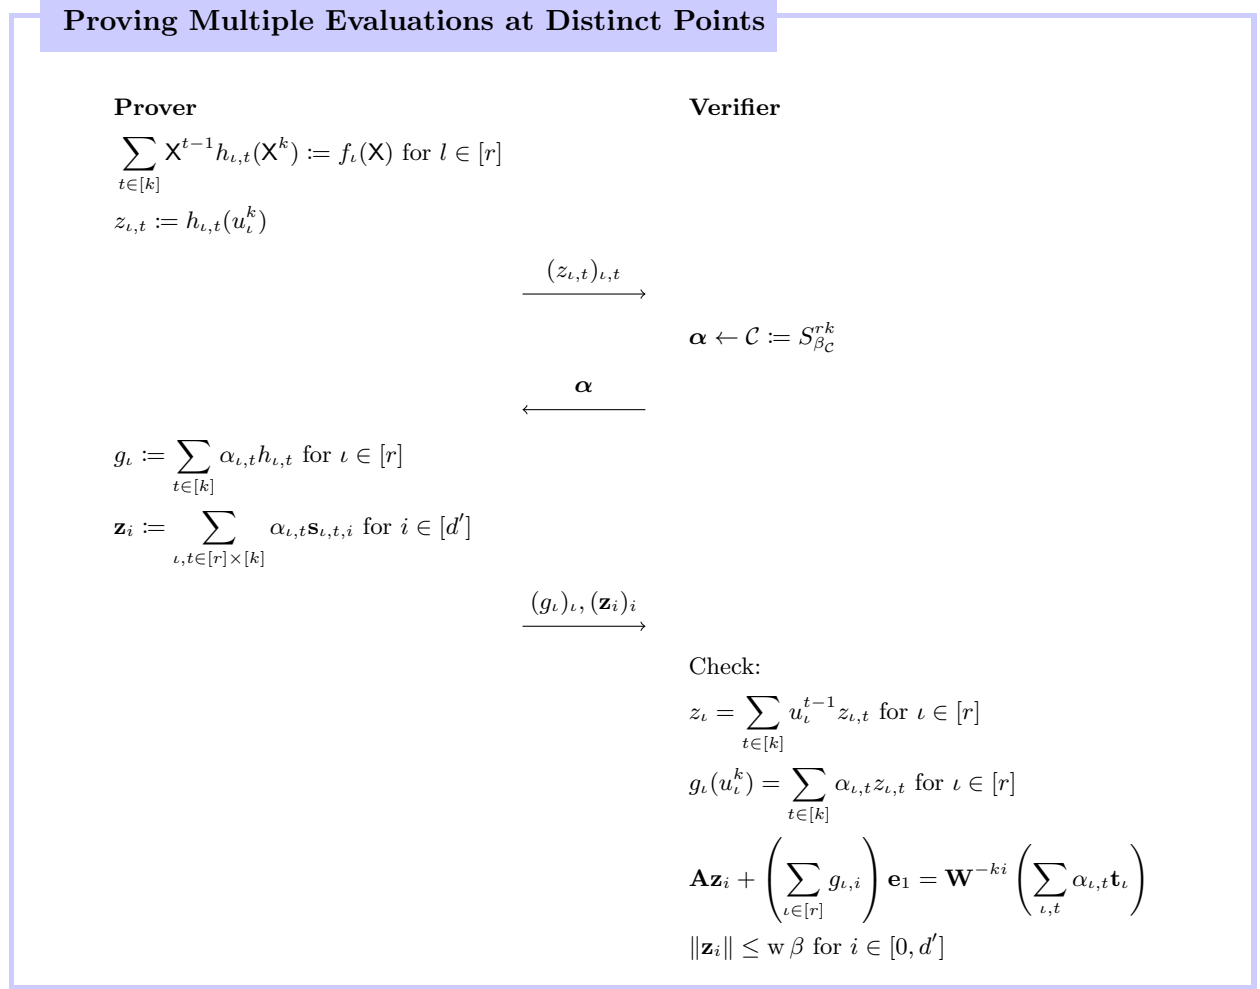 Proving Multiple Evaluations at Distinct Points
Prover Verifier
∑_{t∈[k]} X^{t−1} h_{ι,t}(X^k) := f_ι(X) for l ∈ [r]
z_{ι,t} := h_{ι,t}(u_ι^k)
(z_{ι,t})_{ι,t}
α ← C := S_{β_C}^{rk}
α
g_ι := ∑_{t∈[k]} α_{ι,t} h_{ι,t} for ι ∈ [r]
z_i := ∑_{ι,t∈[r]×[k]} α_{ι,t} s_{ι,t,i} for i ∈ [d′]
(g_ι)_ι, (z_i)_i
Check:
z_ι = ∑_{t∈[k]} u_ι^{t−1} z_{ι,t} for ι ∈ [r]
g_ι(u_ι^k) = ∑_{t∈[k]} α_{ι,t} z_{ι,t} for ι ∈ [r]
Az_i + (∑_{ι∈[r]} g_{ι,i}) e_1 = W^{−ki} (∑_{ι,t} α_{ι,t} t_ι)
‖z_i‖ ≤ w β for i ∈ [0, d′]